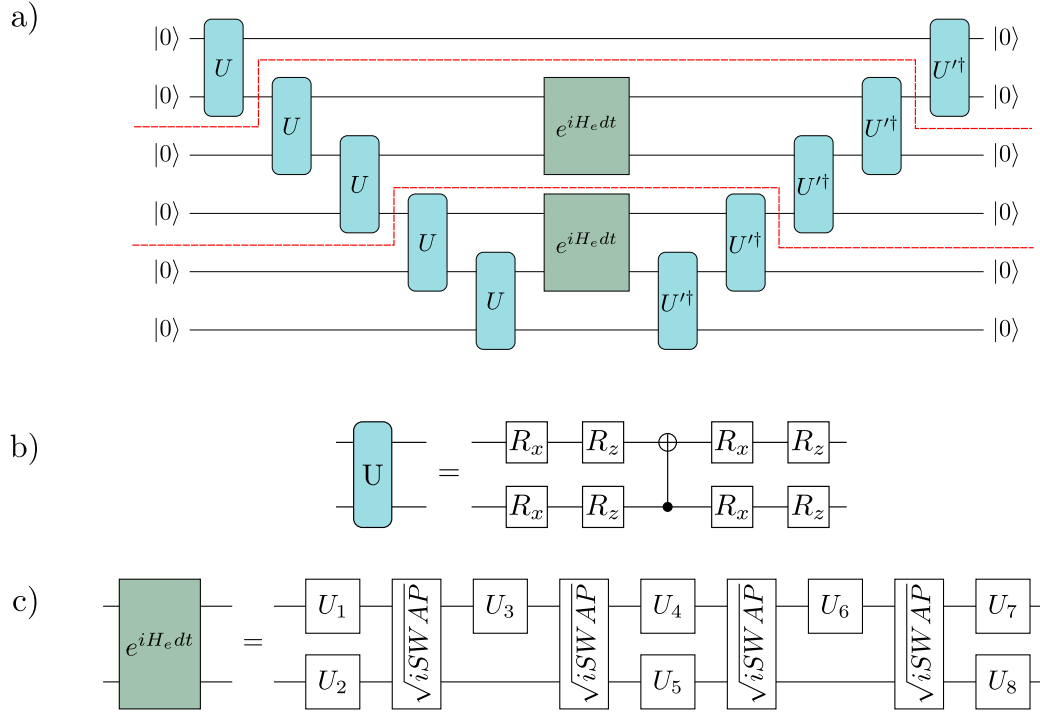 a)
|0⟩ |0⟩
U U′†
|0⟩ |0⟩
U e^{iH_e dt} U′†
|0⟩ |0⟩
U U′†
|0⟩ |0⟩
U e^{iH_e dt} U′†
|0⟩ |0⟩
U U′†
|0⟩ |0⟩
b)
R_x R_z R_x R_z
U =
R_x R_z R_x R_z
c)
U_1 √iSWAP U_3 √iSWAP U_4 √iSWAP U_6 √iSWAP U_7
e^{iH_e dt} =
U_2 U_5 U_8